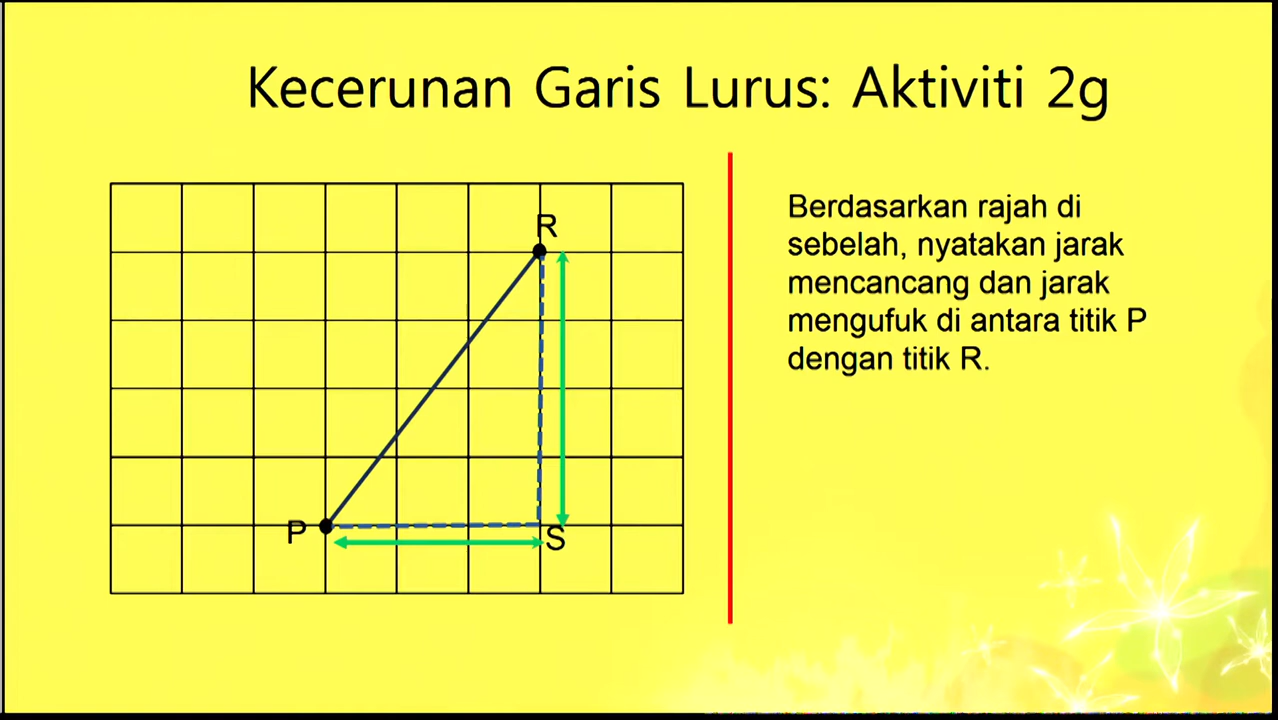 Kecerunan Garis Lurus: Aktiviti 2g
R
P
S
Berdasarkan rajah di
sebelah, nyatakan jarak
mencancang dan jarak
mengufuk di antara titik P
dengan titik R.